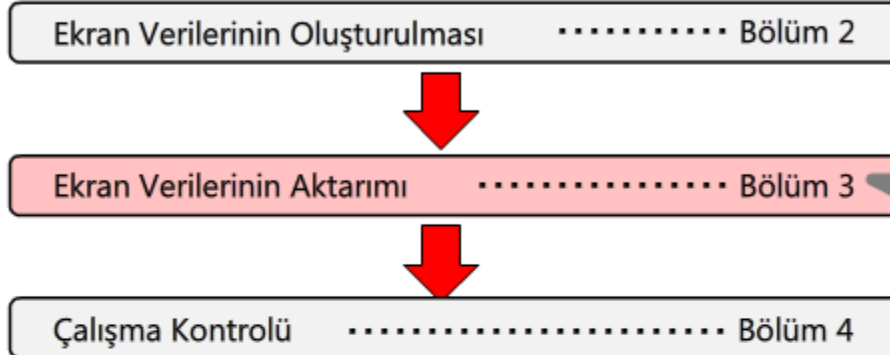 Ekran Verilerinin Oluşturulması ··········· Bölüm 2
Ekran Verilerinin Aktarımı ················ Bölüm 3
Çalışma Kontrolü ························ Bölüm 4